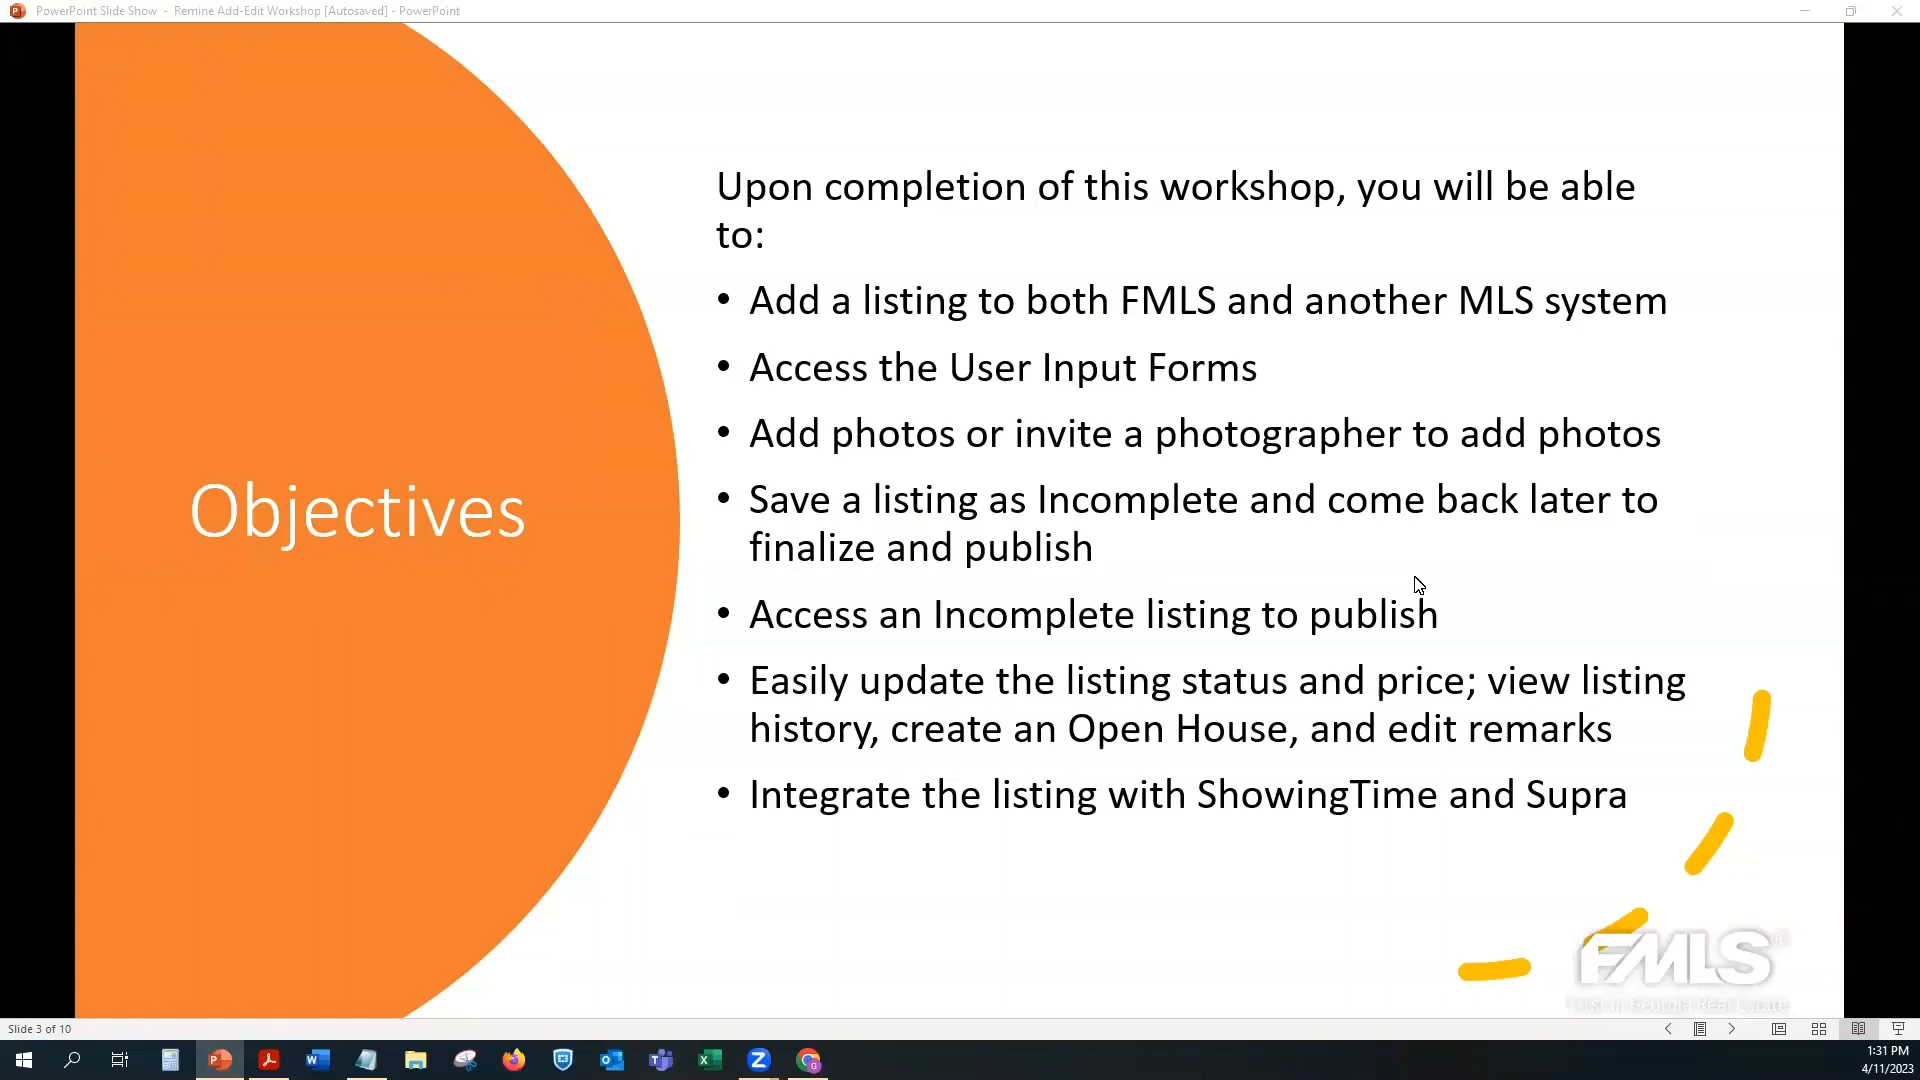 PowerPoint Slide Show - Remine Add-Edit Workshop [Autosaved] - PowerPoint
Objectives
Upon completion of this workshop, you will be able
to:
• Add a listing to both FMLS and another MLS system
• Access the User Input Forms
• Add photos or invite a photographer to add photos
• Save a listing as Incomplete and come back later to
finalize and publish
• Access an Incomplete listing to publish
• Easily update the listing status and price; view listing
history, create an Open House, and edit remarks
• Integrate the listing with ShowingTime and Supra
FMLS®
First in Georgia Real Estate
Slide 3 of 10
1:31 PM
4/11/2023